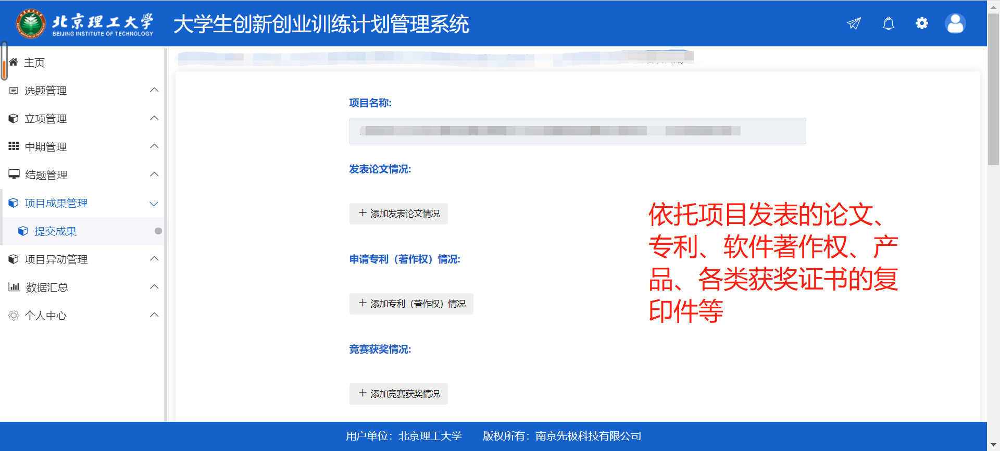 北京理工大学
BEIJING INSTITUTE OF TECHNOLOGY
大学生创新创业训练计划管理系统
主页
选题管理
立项管理
中期管理
结题管理
项目成果管理
提交成果
项目异动管理
数据汇总
个人中心
项目名称:
发表论文情况:
添加发表论文情况
申请专利（著作权）情况:
添加专利（著作权）情况
竞赛获奖情况:
添加竞赛获奖情况
依托项目发表的论文、
专利、软件著作权、产
品、各类获奖证书的复
印件等
用户单位：北京理工大学 版权所有：南京先极科技有限公司